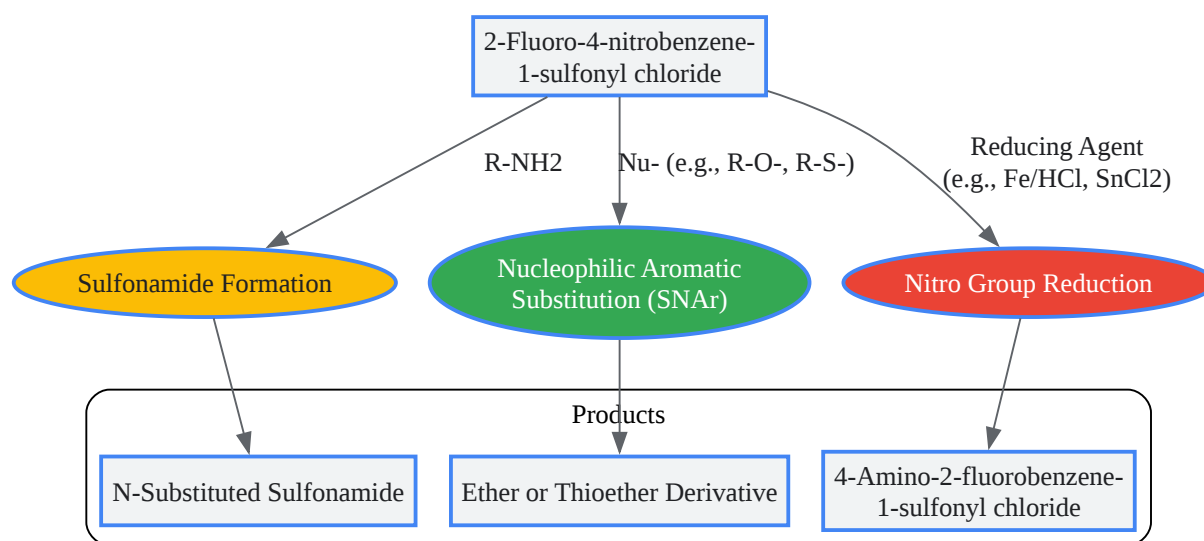 2-Fluoro-4-nitrobenzene-
1-sulfonyl chloride
R-NH2
Nu- (e.g., R-O-, R-S-)
Reducing Agent
(e.g., Fe/HCl, SnCl2)
Sulfonamide Formation
Nucleophilic Aromatic
Substitution (SNAr)
Nitro Group Reduction
Products
N-Substituted Sulfonamide
Ether or Thioether Derivative
4-Amino-2-fluorobenzene-
1-sulfonyl chloride